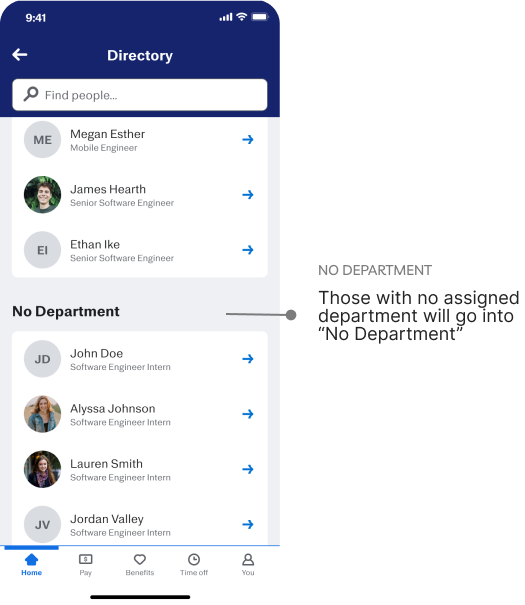 9:41
Directory
Find people...
ME
Megan Esther
Mobile Engineer
James Hearth
Senior Software Engineer
EI
Ethan Ike
Senior Software Engineer
NO DEPARTMENT
Those with no assigned
department will go into
“No Department”
No Department
JD
John Doe
Software Engineer Intern
Alyssa Johnson
Software Engineer Intern
Lauren Smith
Software Engineer Intern
JV
Jordan Valley
Software Engineer Intern
$
Home
Pay
Benefits
Time off
You